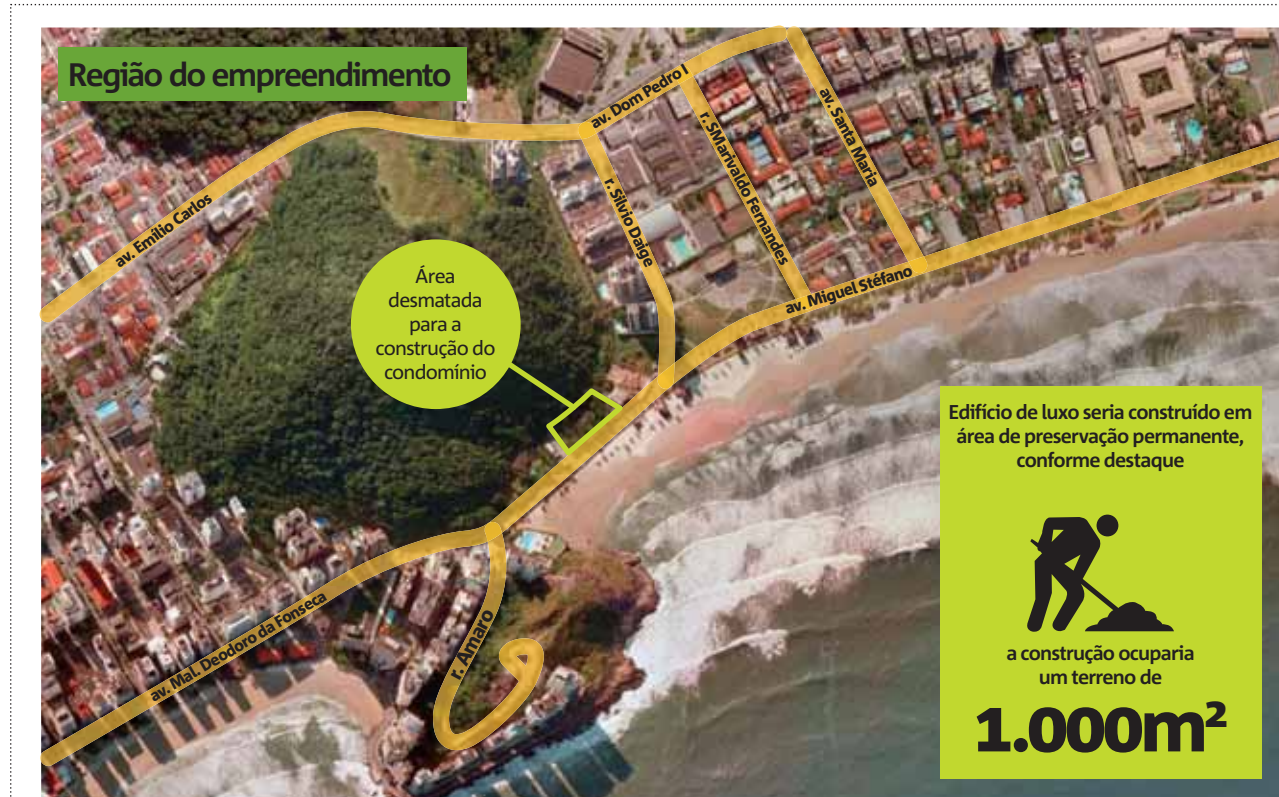 Região do empreendimento
av. Dom Pedro I
av. Santa Maria
r. SMarivaldo Fernandes
r. Silvio Daige
av. Emílio Carlos
av. Miguel Stéfano
Área
desmatada
para a
construção do
condomínio
Edifício de luxo seria construído em
área de preservação permanente,
conforme destaque
a construção ocuparia
um terreno de
1.000m²
av. Mal. Deodoro da Fonseca
r. Amaro